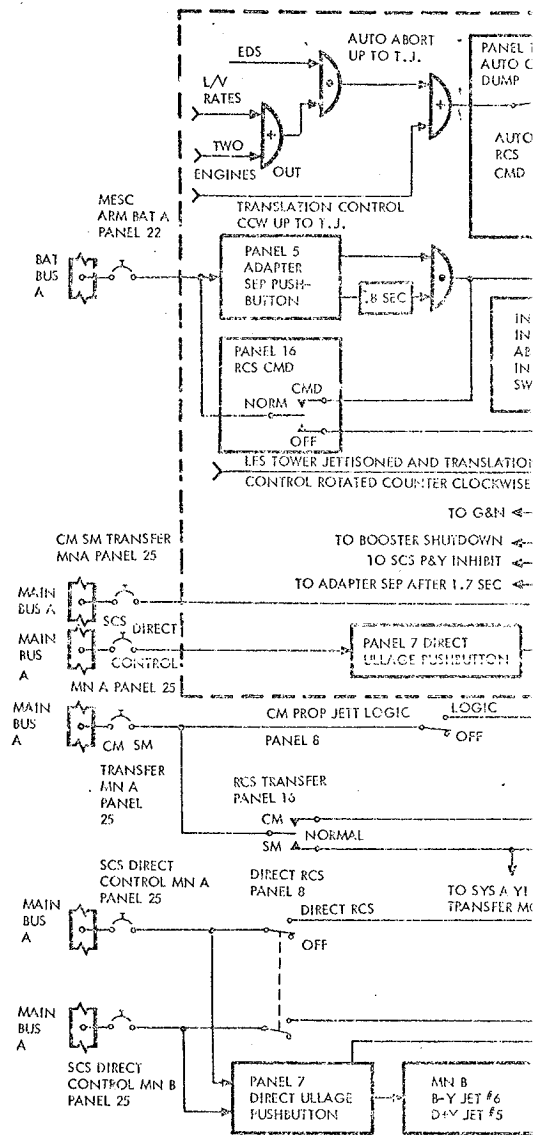 EDS
AUTO ABORT
UP TO T.J.
L/V
RATES
+
TWO
ENGINES OUT
+
PANEL
AUTO
DUMP
AUTO
RCS
CMD
TRANSLATION CONTROL
CCW UP TO T.J.
MESC
ARM BAT A
PANEL 22
BAT
BUS
A
PANEL 5
ADAPTER
SEP PUSH-
BUTTON
.8 SEC
PANEL 16
RCS CMD
CMD
NORM
OFF
IN
IN
AB
IN
SW
LES TOWER JETTISONED AND TRANSLATION
CONTROL ROTATED COUNTER CLOCKWISE
TO G&N
TO BOOSTER SHUTDOWN
TO SCS P&Y INHIBIT
TO ADAPTER SEP AFTER 1.7 SEC
CM SM TRANSFER
MNA PANEL 25
MAIN
BUS A
SCS DIRECT
CONTROL
MAIN
BUS
A
MN A PANEL 25
PANEL 7 DIRECT
ULLAGE PUSHBUTTON
MAIN
BUS
A
CM SM
TRANSFER
MN A
PANEL
25
CM PROP JETT LOGIC
PANEL 8
LOGIC
OFF
RCS TRANSFER
PANEL 16
CM
NORMAL
SM
TO SYS A
TRANSFER
SCS DIRECT
CONTROL MN A
PANEL 25
DIRECT RCS
PANEL 8
DIRECT RCS
OFF
MAIN
BUS
A
MAIN
BUS
A
SCS DIRECT
CONTROL MN B
PANEL 25
PANEL 7
DIRECT ULLAGE
PUSHBUTTON
MN B
B-Y JET #6
D+Y JET #5